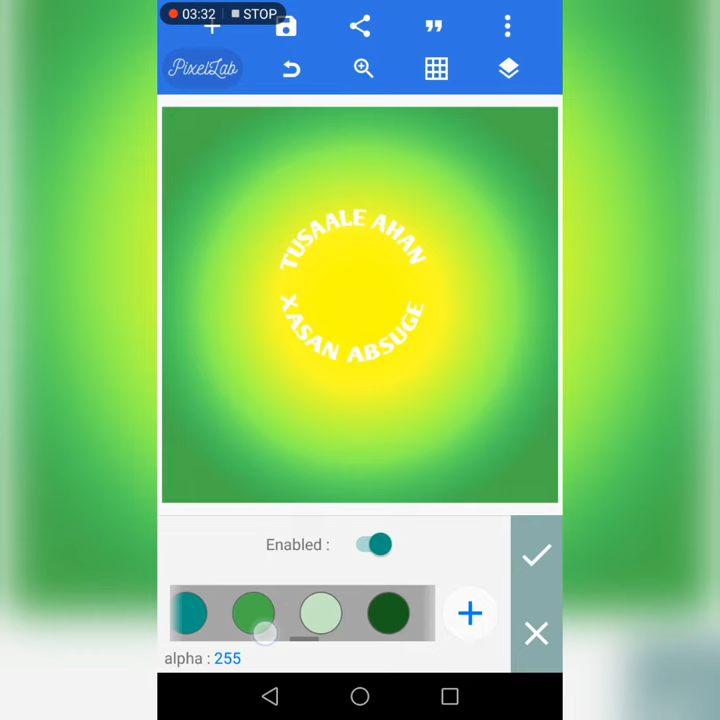 03:32 STOP
PixelLab
TUSAALE AHAN
XASAN ABSUGE
Enabled :
alpha : 255